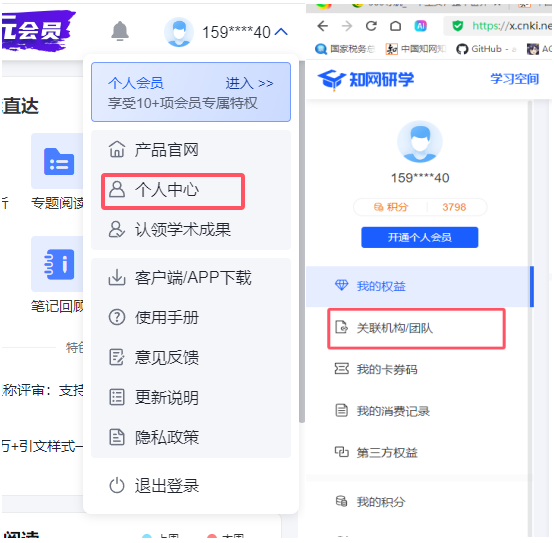 元会员
159****40
个人会员
进入 >>
享受10+项会员专属特权
产品官网
个人中心
认领学术成果
客户端/APP下载
使用手册
意见反馈
更新说明
隐私政策
退出登录
直达
专题阅读
笔记回顾
称评审：支持
万+引文样式一
阅读
https://x.cnki.ne
国家税务总
中国知网知
GitHub -
知网研学
学习空间
159****40
积分
3798
开通个人会员
我的权益
关联机构/团队
我的卡券码
我的消费记录
第三方权益
我的积分